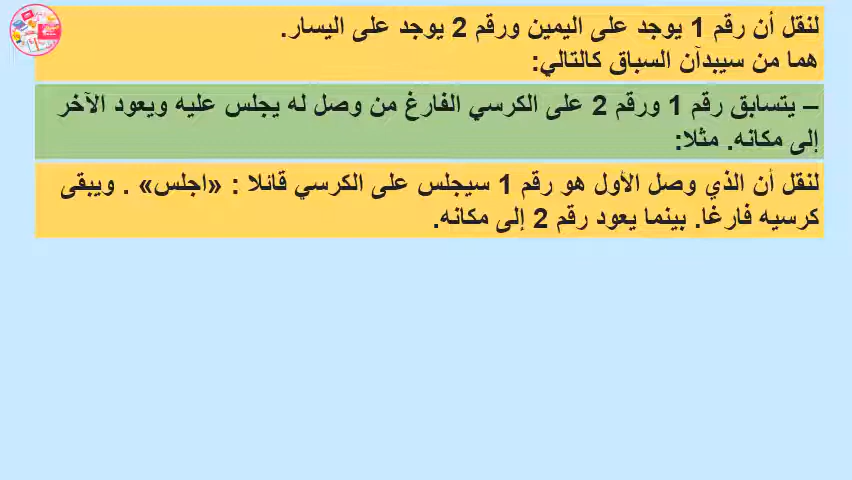 لنقل أن رقم 1 يوجد على اليمين ورقم 2 يوجد على اليسار.
هما من سيبدآن السباق كالتالي:
– يتسابق رقم 1 ورقم 2 على الكرسي الفارغ من وصل له يجلس عليه ويعود الآخر
إلى مكانه. مثلا:
لنقل أن الذي وصل الأول هو رقم 1 سيجلس على الكرسي قائلا : «اجلس» . ويبقى
كرسيه فارغا. بينما يعود رقم 2 إلى مكانه.